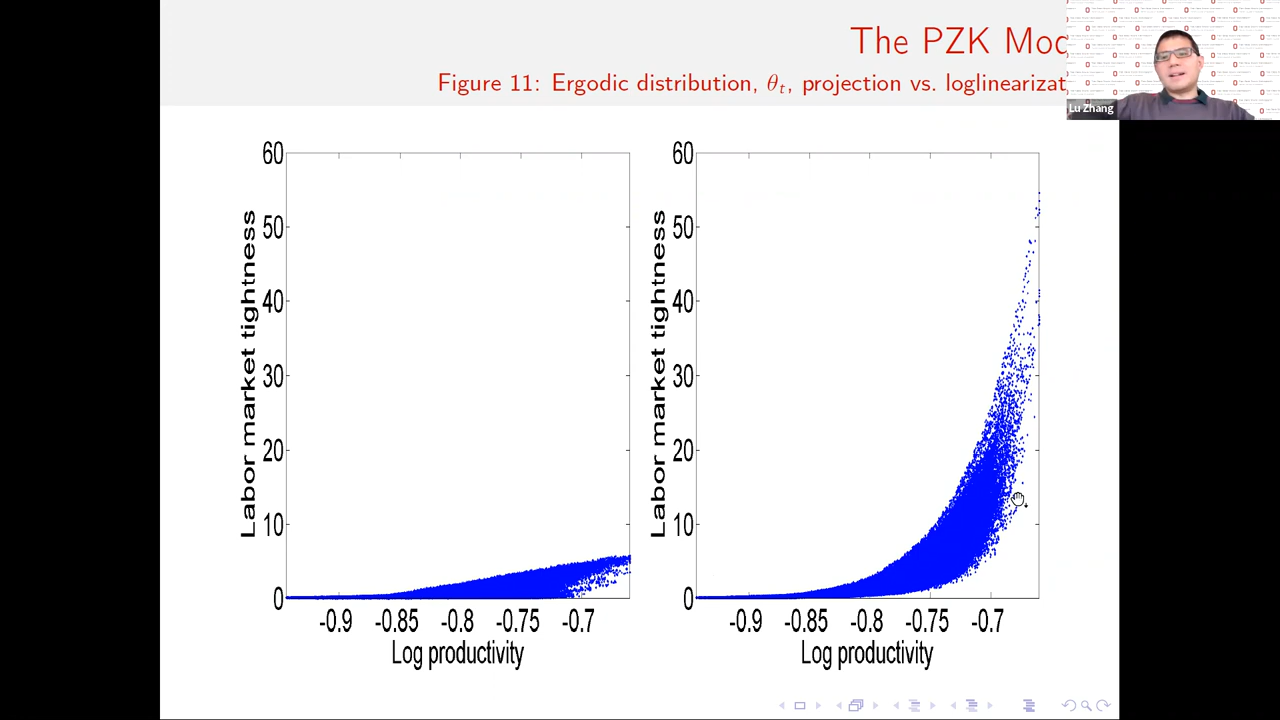 The PZK Mod
Figure 11: Ergodic distribution, θt, projection vs. loglinearizat
Lu Zhang
60
50
40
30
20
10
0
Labor market tightness
-0.9 -0.85 -0.8 -0.75 -0.7
Log productivity
60
50
40
30
20
10
0
Labor market tightness
-0.9 -0.85 -0.8 -0.75 -0.7
Log productivity